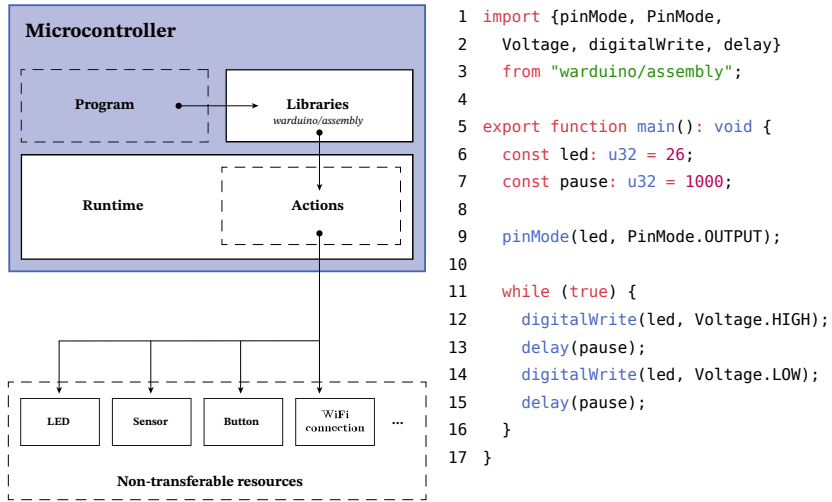 Microcontroller
Program
Libraries
warduino/assembly
Runtime
Actions
LED
Sensor
Button
WiFi
connection
...
Non-transferable resources
1 import {pinMode, PinMode,
2   Voltage, digitalWrite, delay}
3   from "warduino/assembly";
4
5 export function main(): void {
6   const led: u32 = 26;
7   const pause: u32 = 1000;
8
9   pinMode(led, PinMode.OUTPUT);
10
11   while (true) {
12     digitalWrite(led, Voltage.HIGH);
13     delay(pause);
14     digitalWrite(led, Voltage.LOW);
15     delay(pause);
16   }
17 }